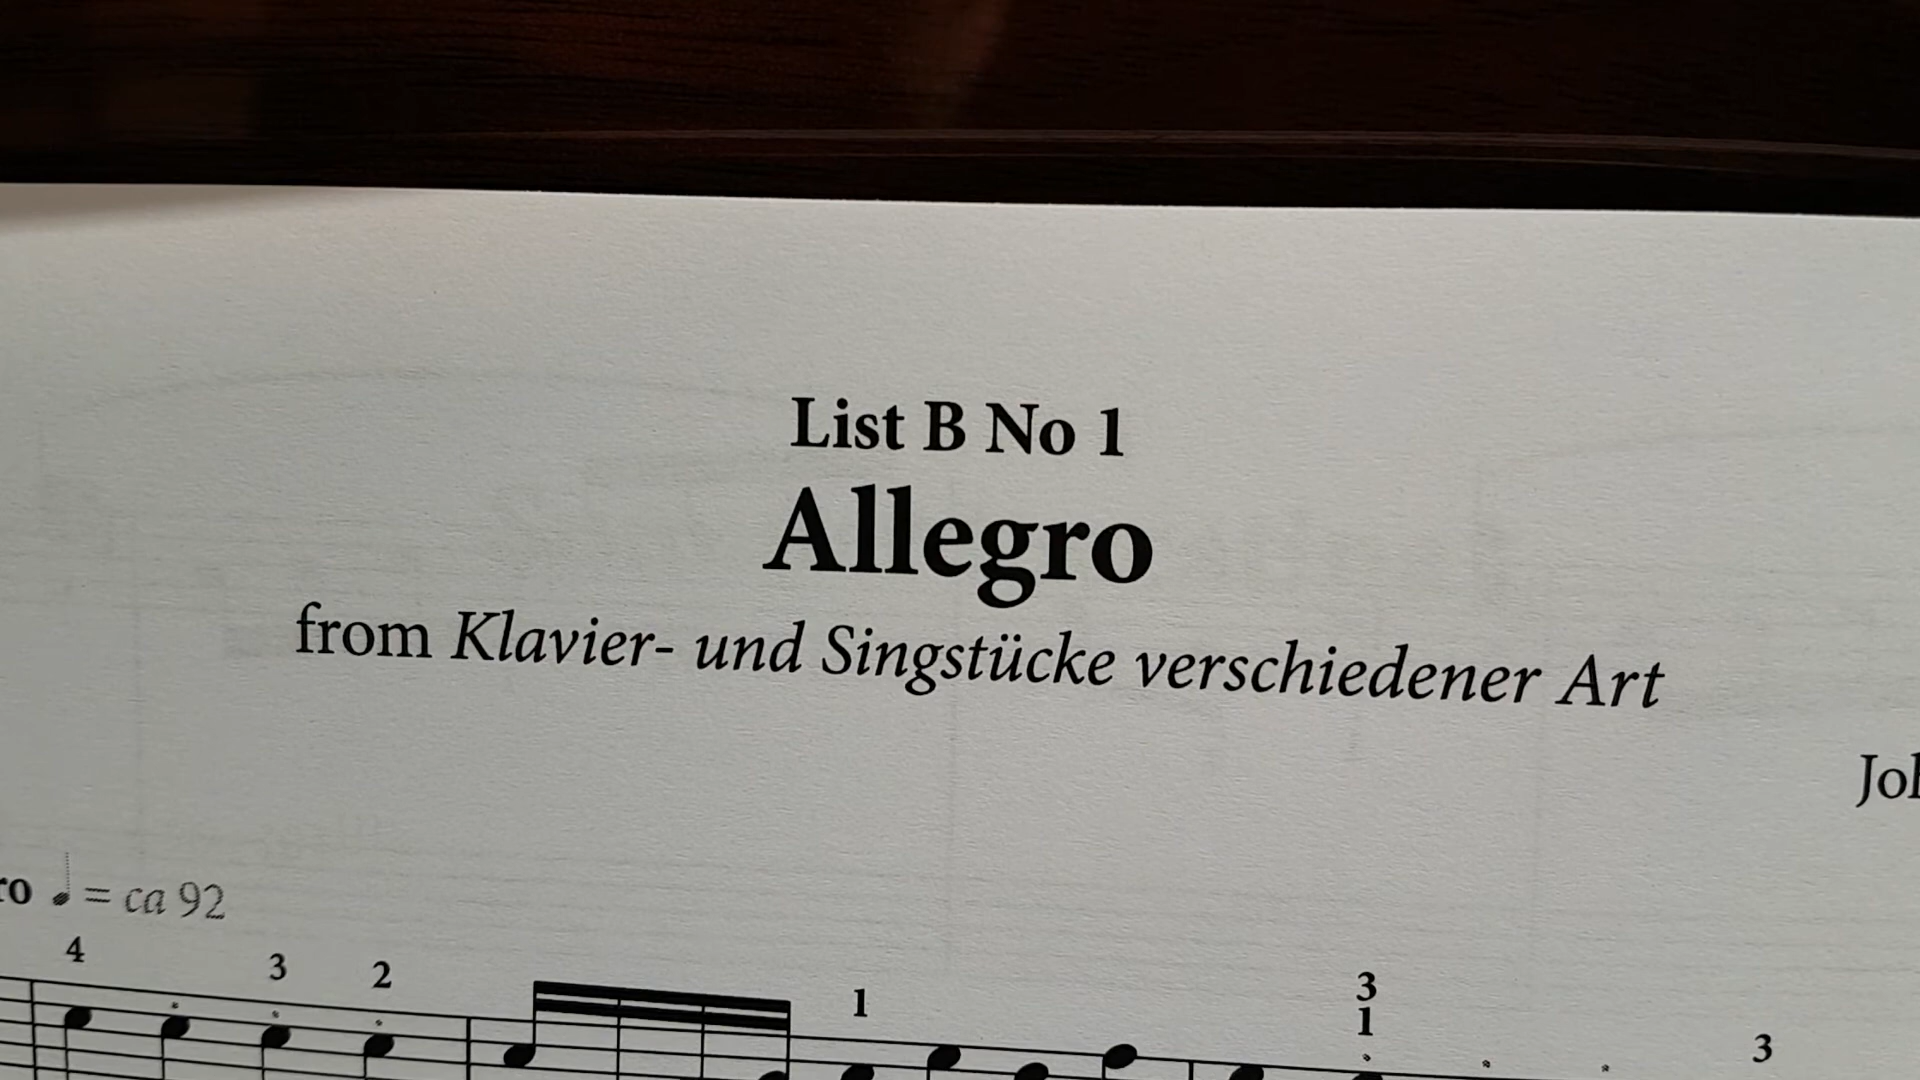 List B No 1
Allegro
from Klavier- und Singstücke verschiedener Art
= ca 92
4 3 2 1 3 1 3